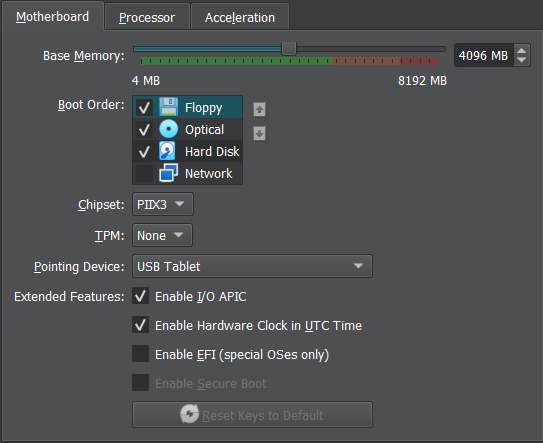 Motherboard Processor Acceleration
Base Memory: 4096 MB
4 MB 8192 MB
Boot Order: Floppy
Optical
Hard Disk
Network
Chipset: PIIX3
TPM: None
Pointing Device: USB Tablet
Extended Features: Enable I/O APIC
Enable Hardware Clock in UTC Time
Enable EFI (special OSes only)
Enable Secure Boot
Reset Keys to Default